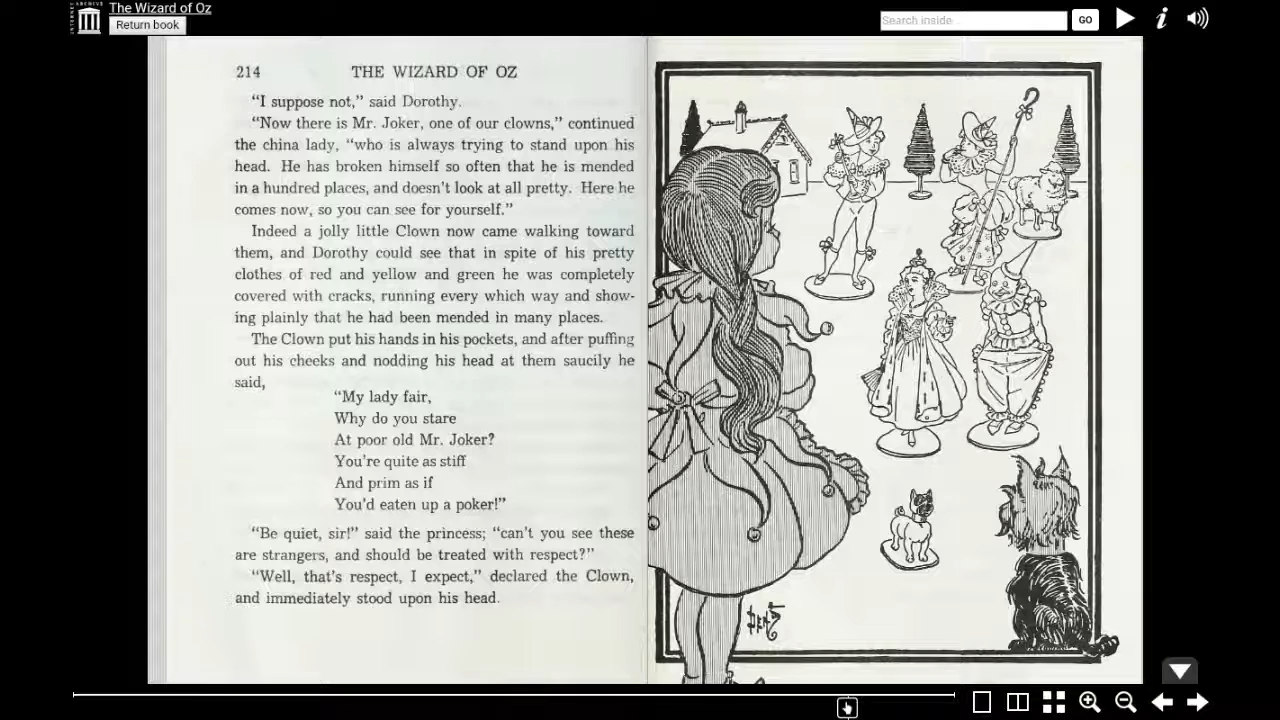 INTERNET ARCHIVE
The Wizard of Oz
Return book
Search inside...
GO
214 THE WIZARD OF OZ
“I suppose not,” said Dorothy.
“Now there is Mr. Joker, one of our clowns,” continued
the china lady, “who is always trying to stand upon his
head. He has broken himself so often that he is mended
in a hundred places, and doesn’t look at all pretty. Here he
comes now, so you can see for yourself.”
Indeed a jolly little Clown now came walking toward
them, and Dorothy could see that in spite of his pretty
clothes of red and yellow and green he was completely
covered with cracks, running every which way and show-
ing plainly that he had been mended in many places.
The Clown put his hands in his pockets, and after puffing
out his cheeks and nodding his head at them saucily he
said,
“My lady fair,
Why do you stare
At poor old Mr. Joker?
You’re quite as stiff
And prim as if
You’d eaten up a poker!”
“Be quiet, sir!” said the princess; “can’t you see these
are strangers, and should be treated with respect?”
“Well, that’s respect, I expect,” declared the Clown,
and immediately stood upon his head.